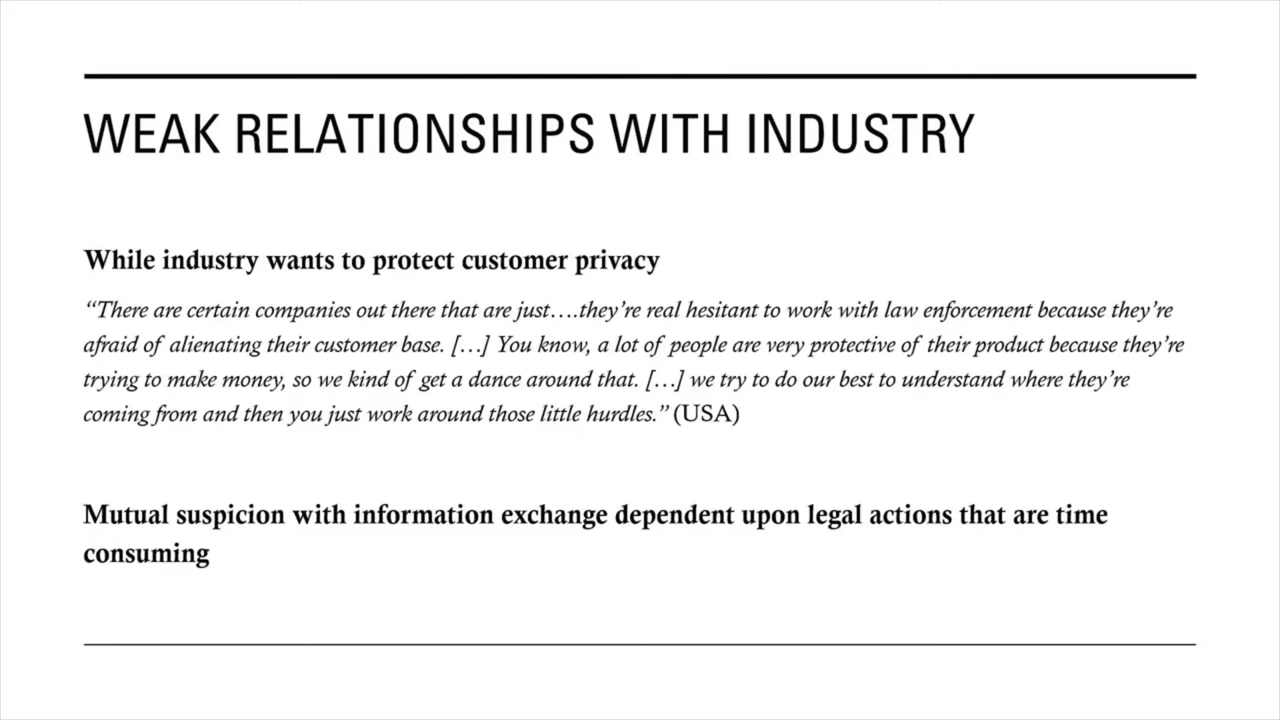 WEAK RELATIONSHIPS WITH INDUSTRY
While industry wants to protect customer privacy
“There are certain companies out there that are just….they’re real hesitant to work with law enforcement because they’re
afraid of alienating their customer base. […] You know, a lot of people are very protective of their product because they’re
trying to make money, so we kind of get a dance around that. […] we try to do our best to understand where they’re
coming from and then you just work around those little hurdles.” (USA)
Mutual suspicion with information exchange dependent upon legal actions that are time
consuming